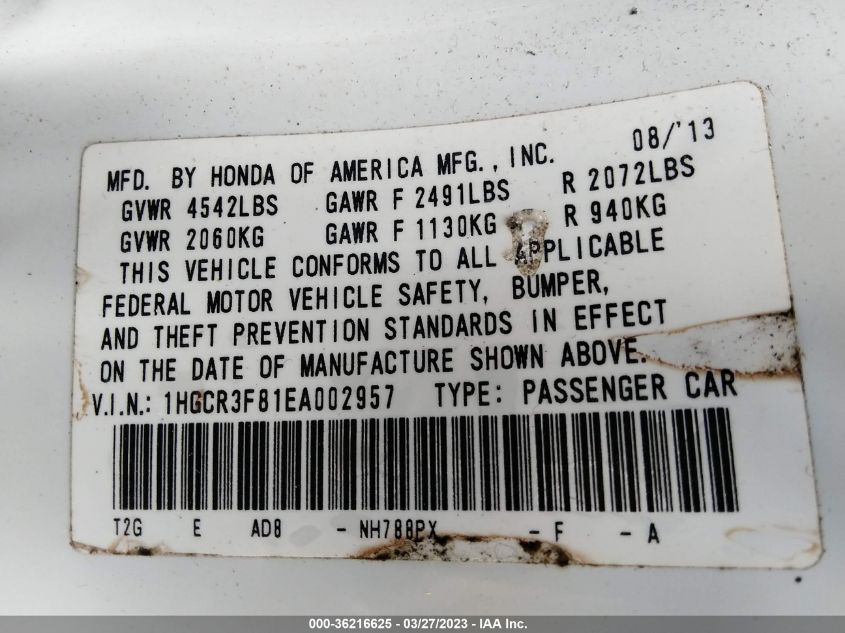 08/'13
MFD. BY HONDA OF AMERICA MFG., INC.
GVWR 4542LBS GAWR F 2491LBS R 2072LBS
GVWR 2060KG GAWR F 1130KG R 940KG
THIS VEHICLE CONFORMS TO ALL APPLICABLE
FEDERAL MOTOR VEHICLE SAFETY, BUMPER,
AND THEFT PREVENTION STANDARDS IN EFFECT
ON THE DATE OF MANUFACTURE SHOWN ABOVE.
V.I.N.: 1HGCR3F81EA002957 TYPE: PASSENGER CAR
T2G E AD8 - NH788PX - F - A
000-36216625 - 03/27/2023 - IAA Inc.